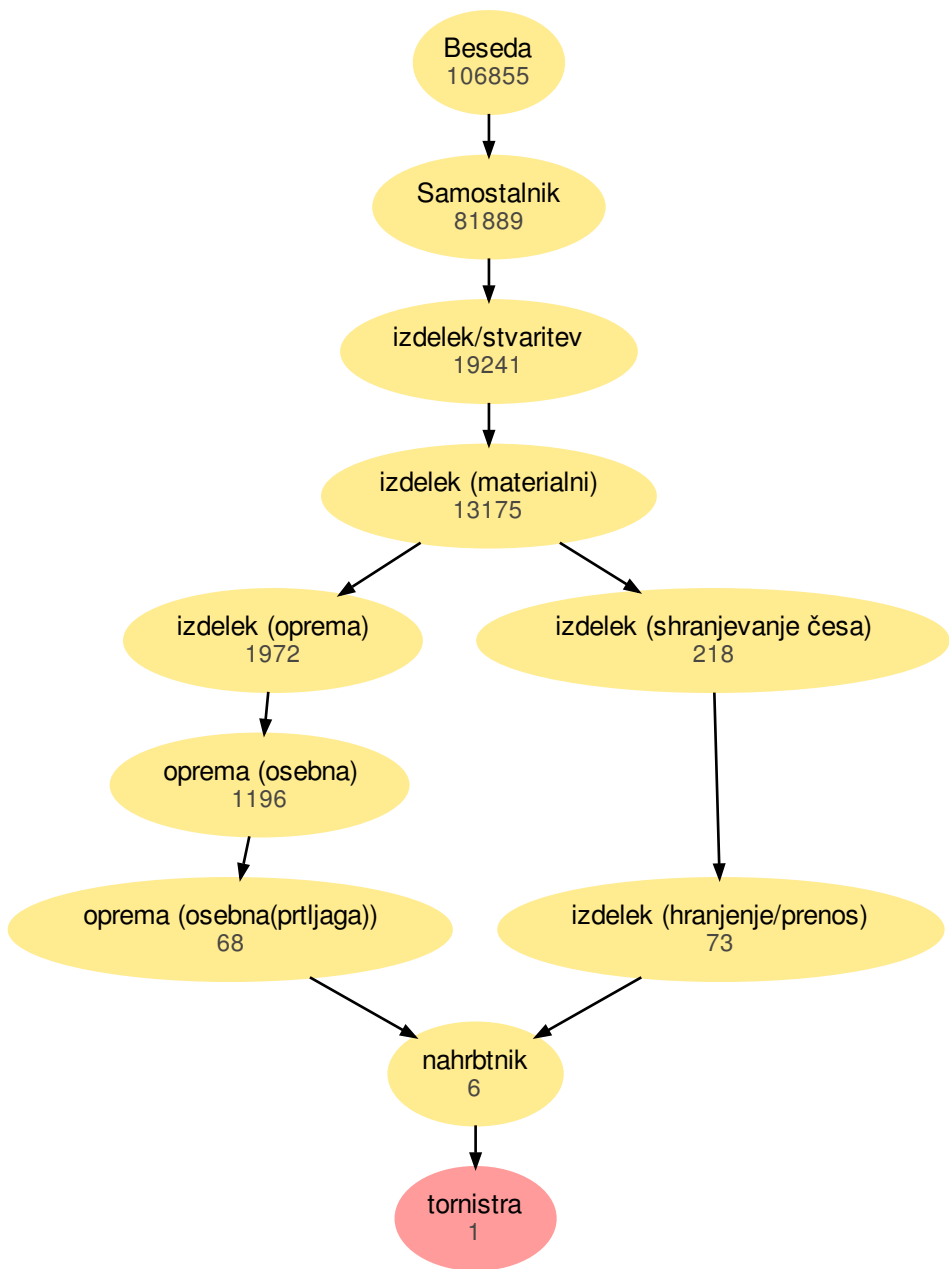 Beseda
106855
Samostalnik
81889
izdelek/stvaritev
19241
izdelek (materialni)
13175
izdelek (oprema)
1972
izdelek (shranjevanje česa)
218
oprema (osebna)
1196
oprema (osebna(prtljaga))
68
izdelek (hranjenje/prenos)
73
nahrbtnik
6
tornistra
1